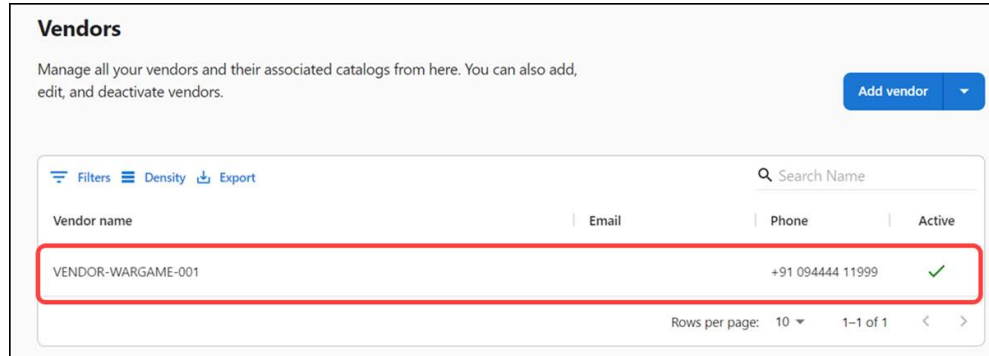 Vendors
Manage all your vendors and their associated catalogs from here. You can also add,
edit, and deactivate vendors.
Add vendor
Filters Density Export Search Name
Vendor name Email Phone Active
VENDOR-WARGAME-001 +91 094444 11999
Rows per page: 10 1–1 of 1